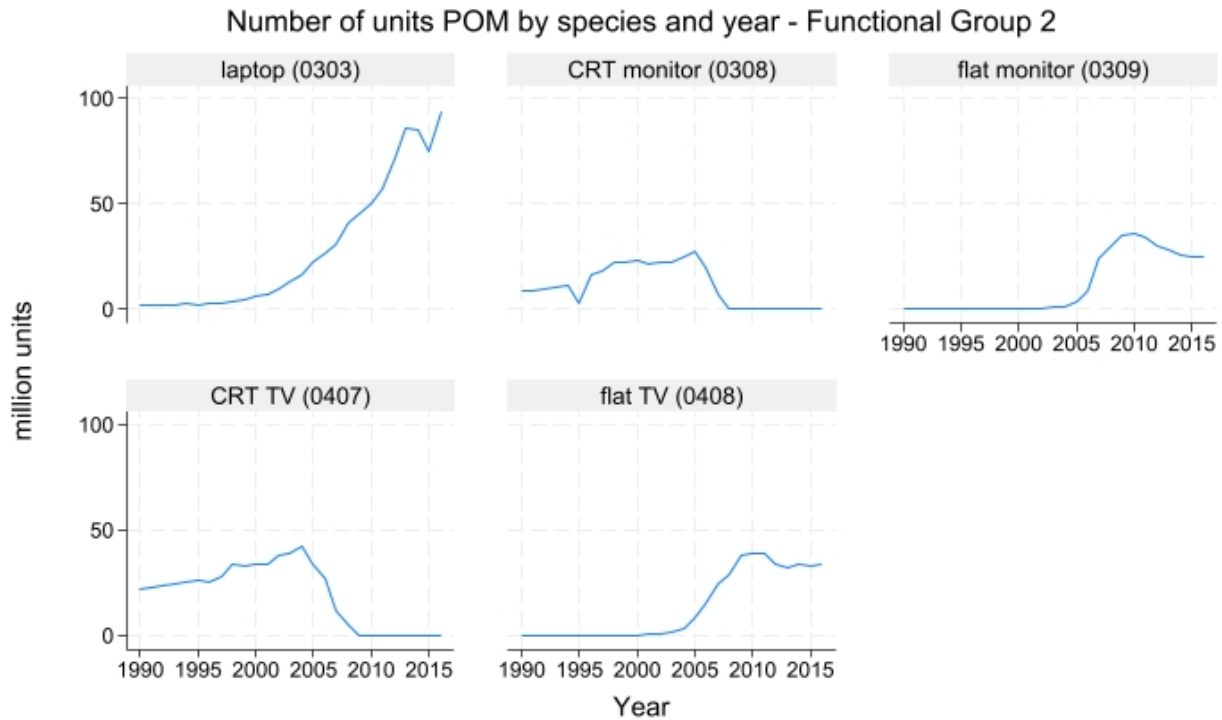 Number of units POM by species and year - Functional Group 2
laptop (0303)
CRT monitor (0308)
flat monitor (0309)
100
50
0
1990 1995 2000 2005 2010 2015
million units
CRT TV (0407)
flat TV (0408)
100
50
0
1990 1995 2000 2005 2010 2015
1990 1995 2000 2005 2010 2015
Year